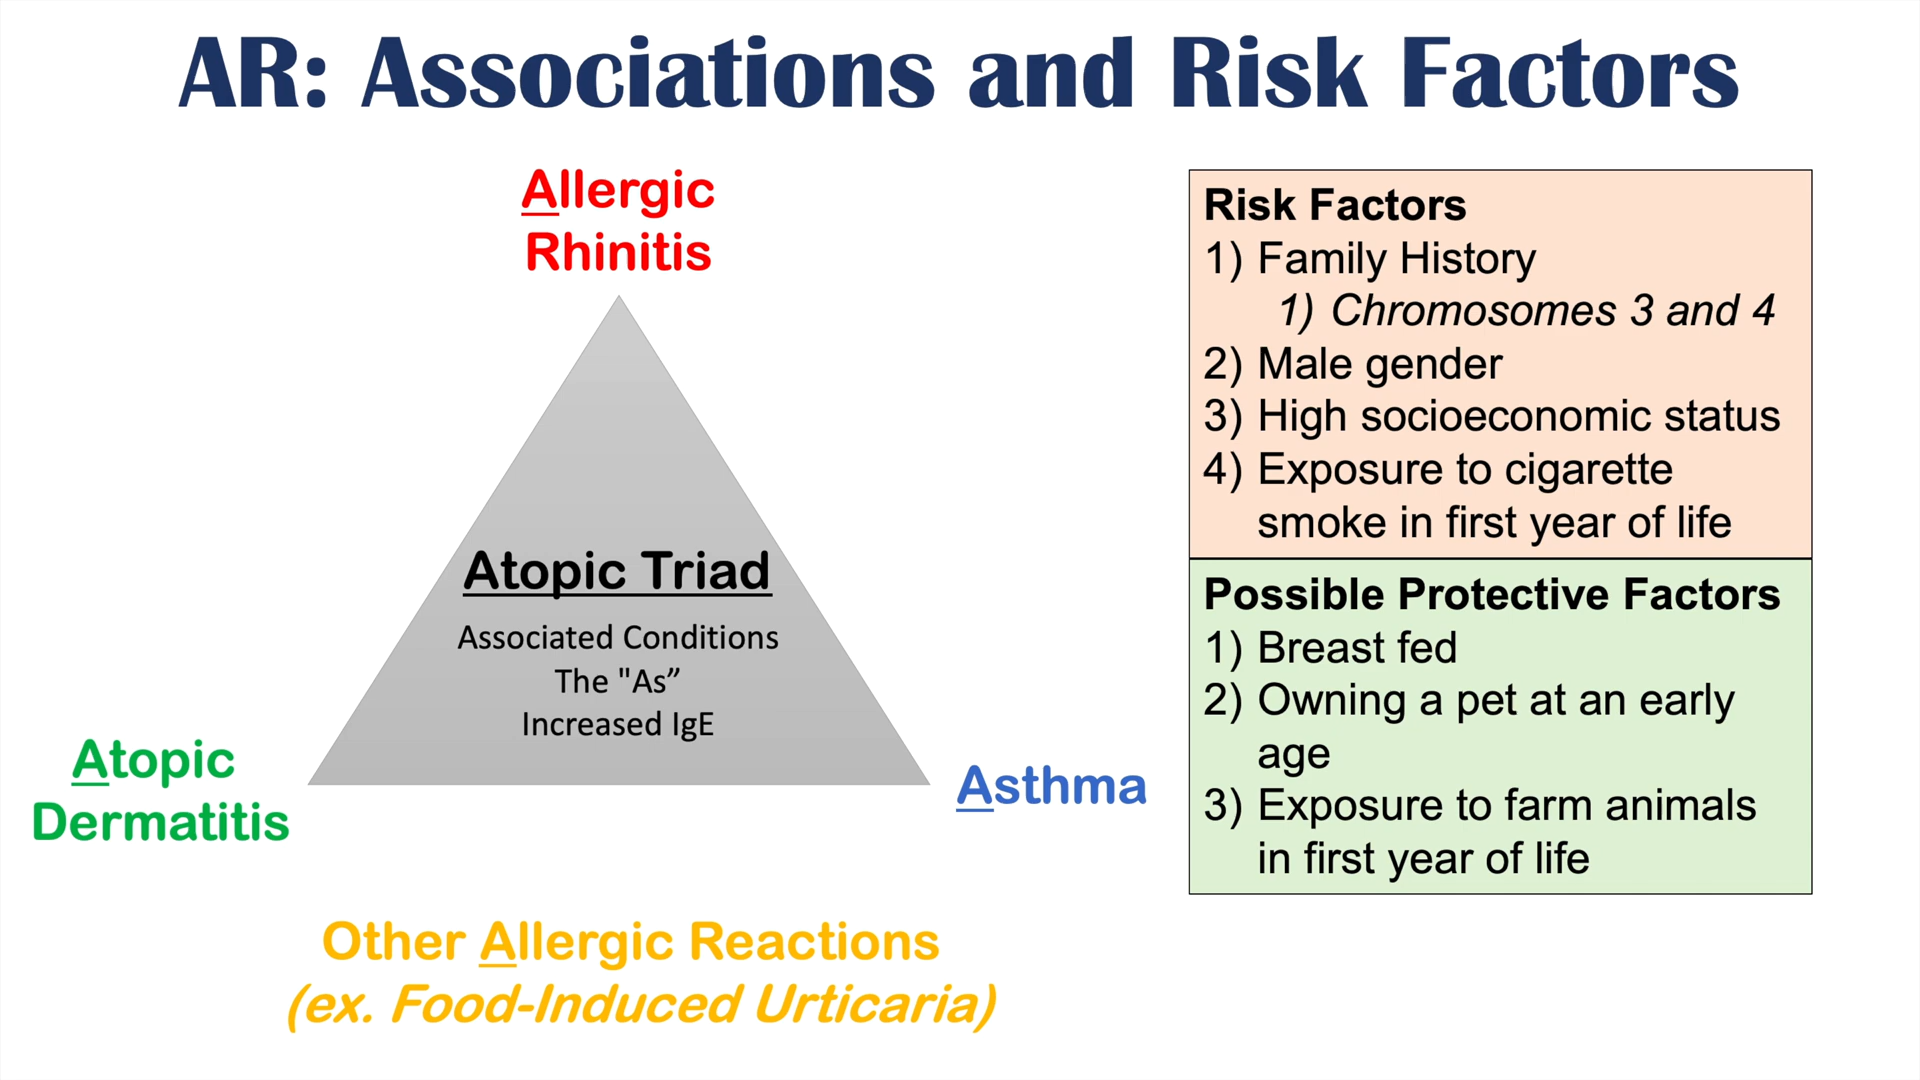 AR: Associations and Risk Factors
Allergic
Rhinitis
Atopic Triad
Associated Conditions
The "As”
Increased IgE
Atopic
Dermatitis
Asthma
Other Allergic Reactions
(ex. Food-Induced Urticaria)
Risk Factors
1) Family History
1) Chromosomes 3 and 4
2) Male gender
3) High socioeconomic status
4) Exposure to cigarette
smoke in first year of life
Possible Protective Factors
1) Breast fed
2) Owning a pet at an early
age
3) Exposure to farm animals
in first year of life